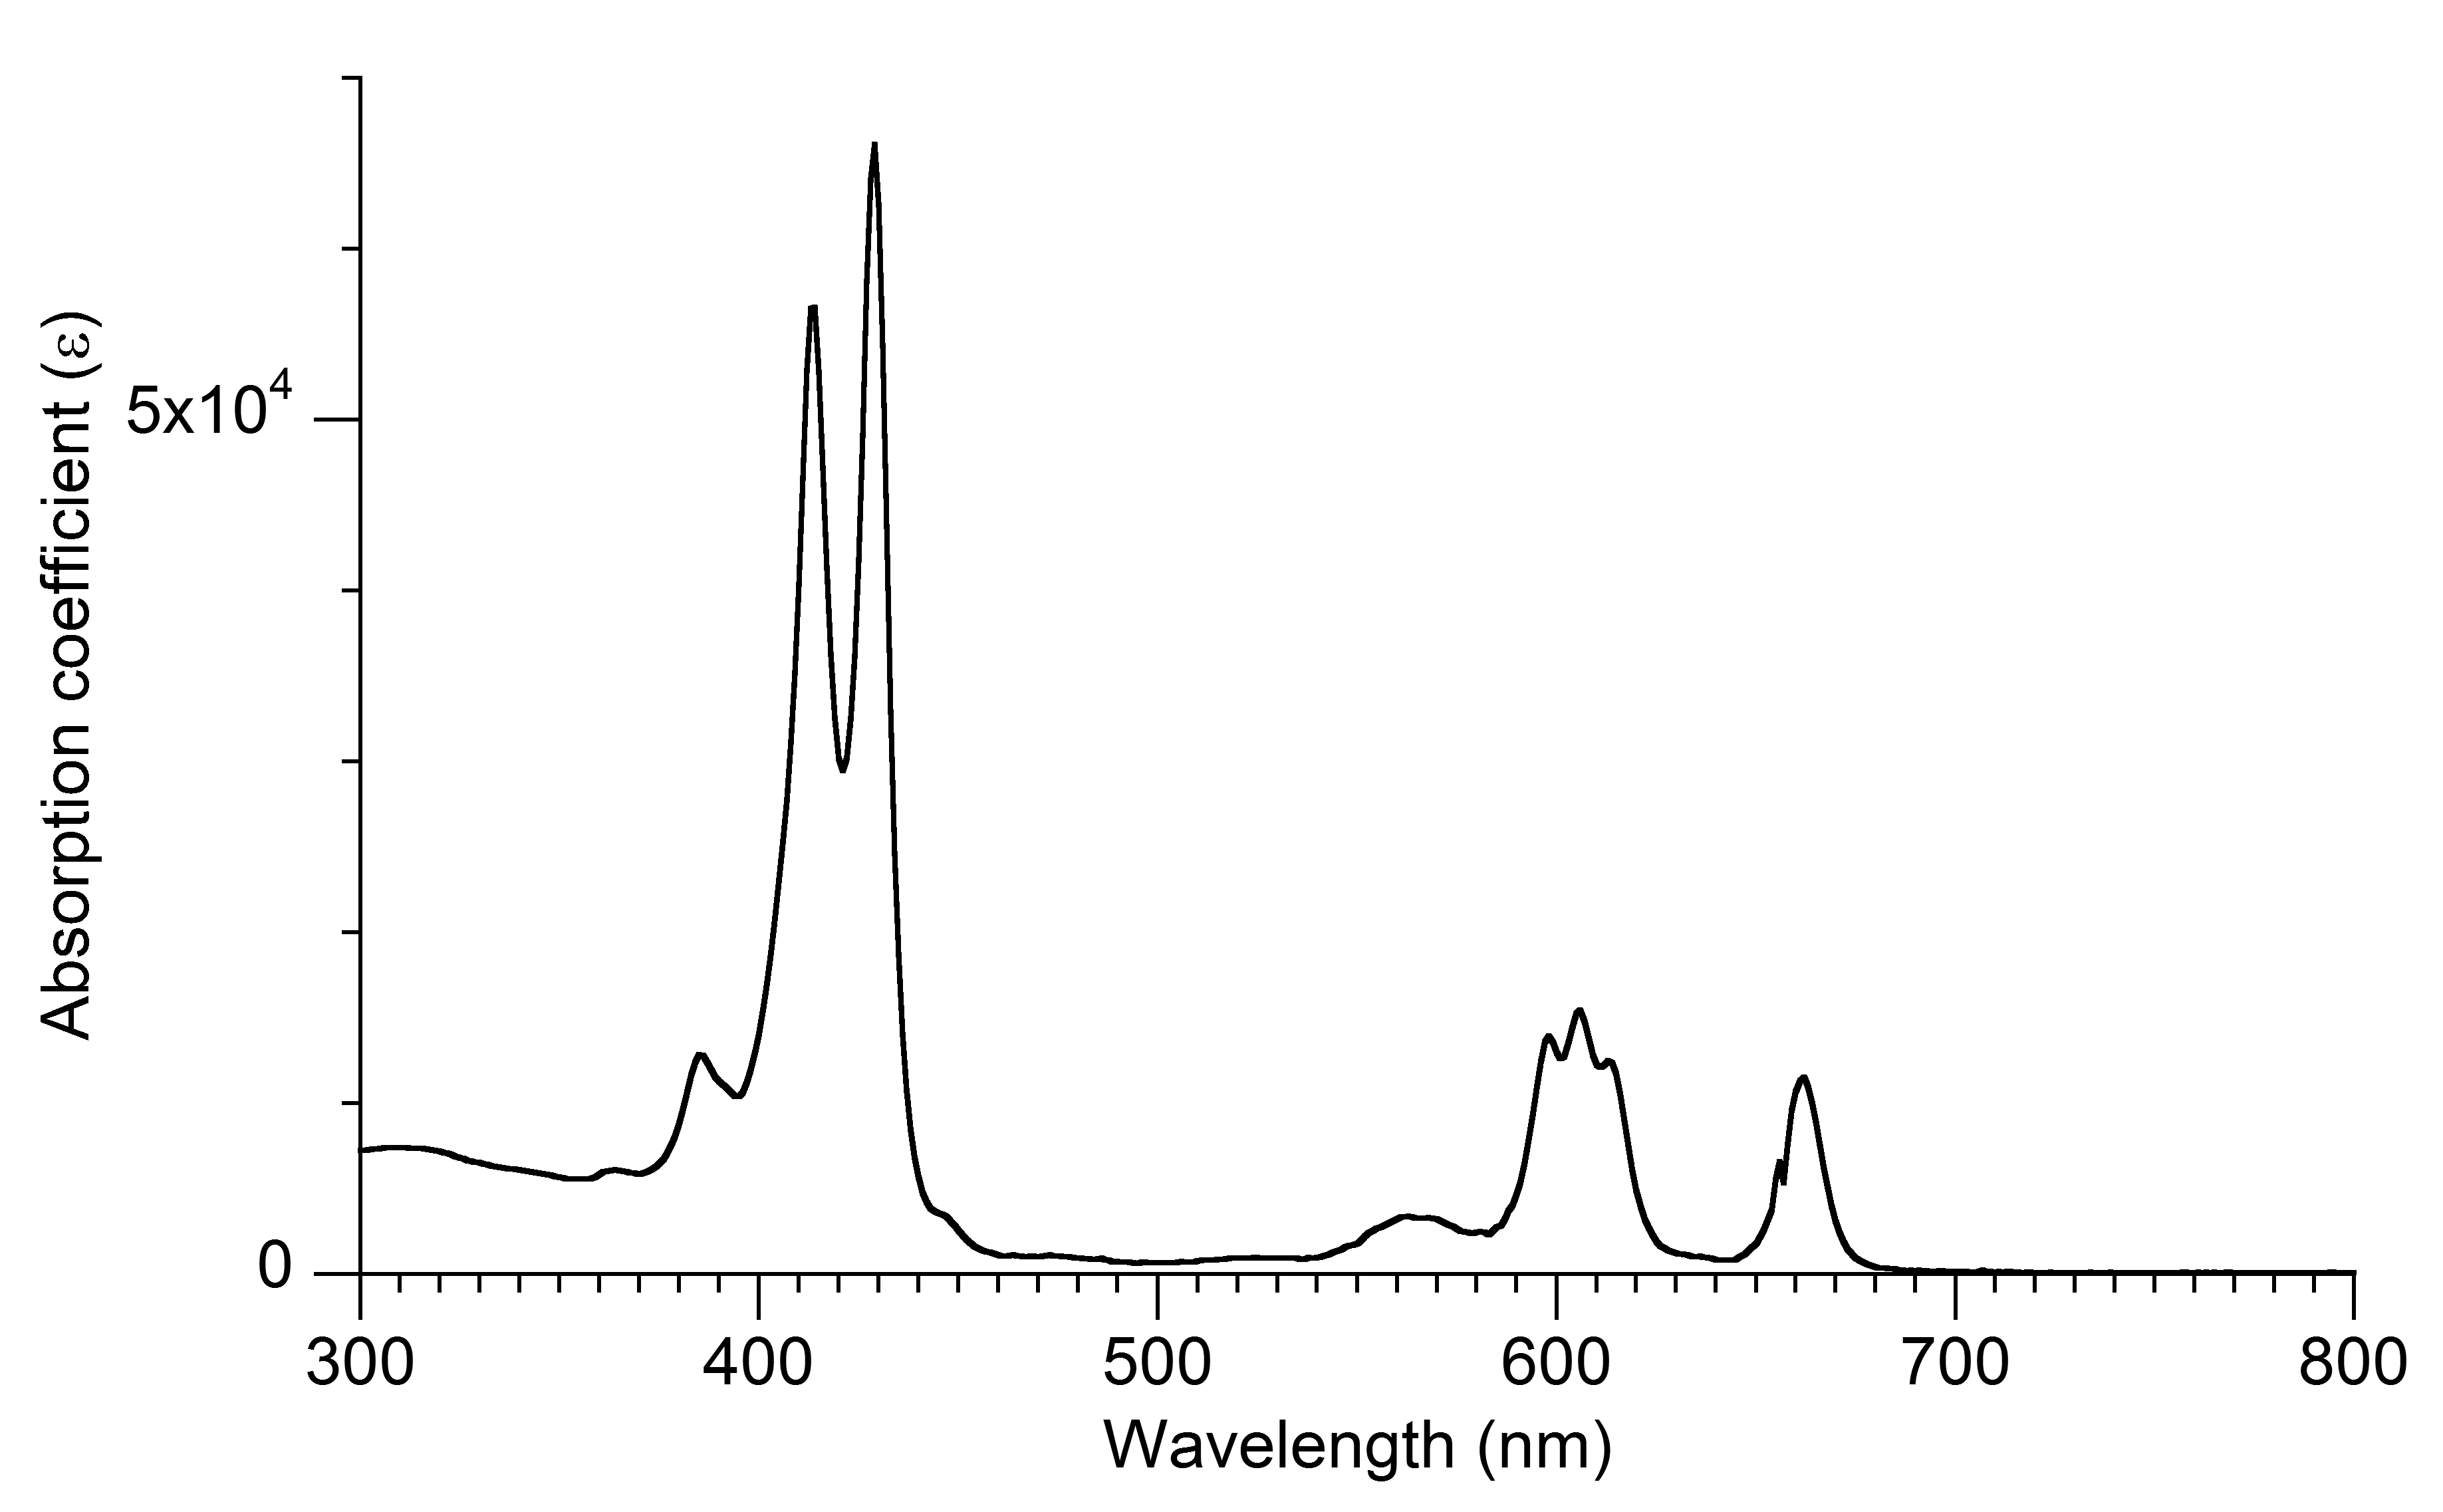 Absorption coefficient (ε)
5x10⁴
0
300 400 500 600 700 800
Wavelength (nm)